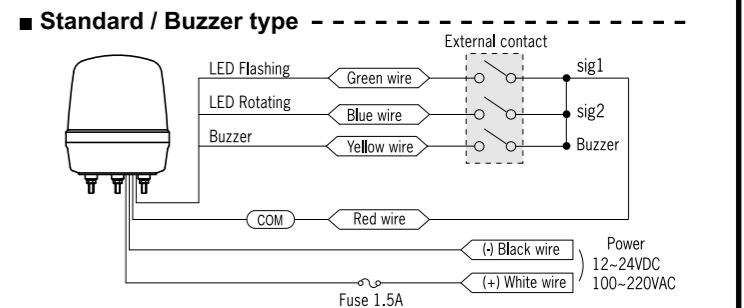 ■ Standard / Buzzer type
External contact
LED Flashing
Green wire
sig1
LED Rotating
Blue wire
sig2
Buzzer
Yellow wire
Buzzer
COM
Red wire
(-) Black wire
Power
12~24VDC
(+) White wire
100~220VAC
Fuse 1.5A